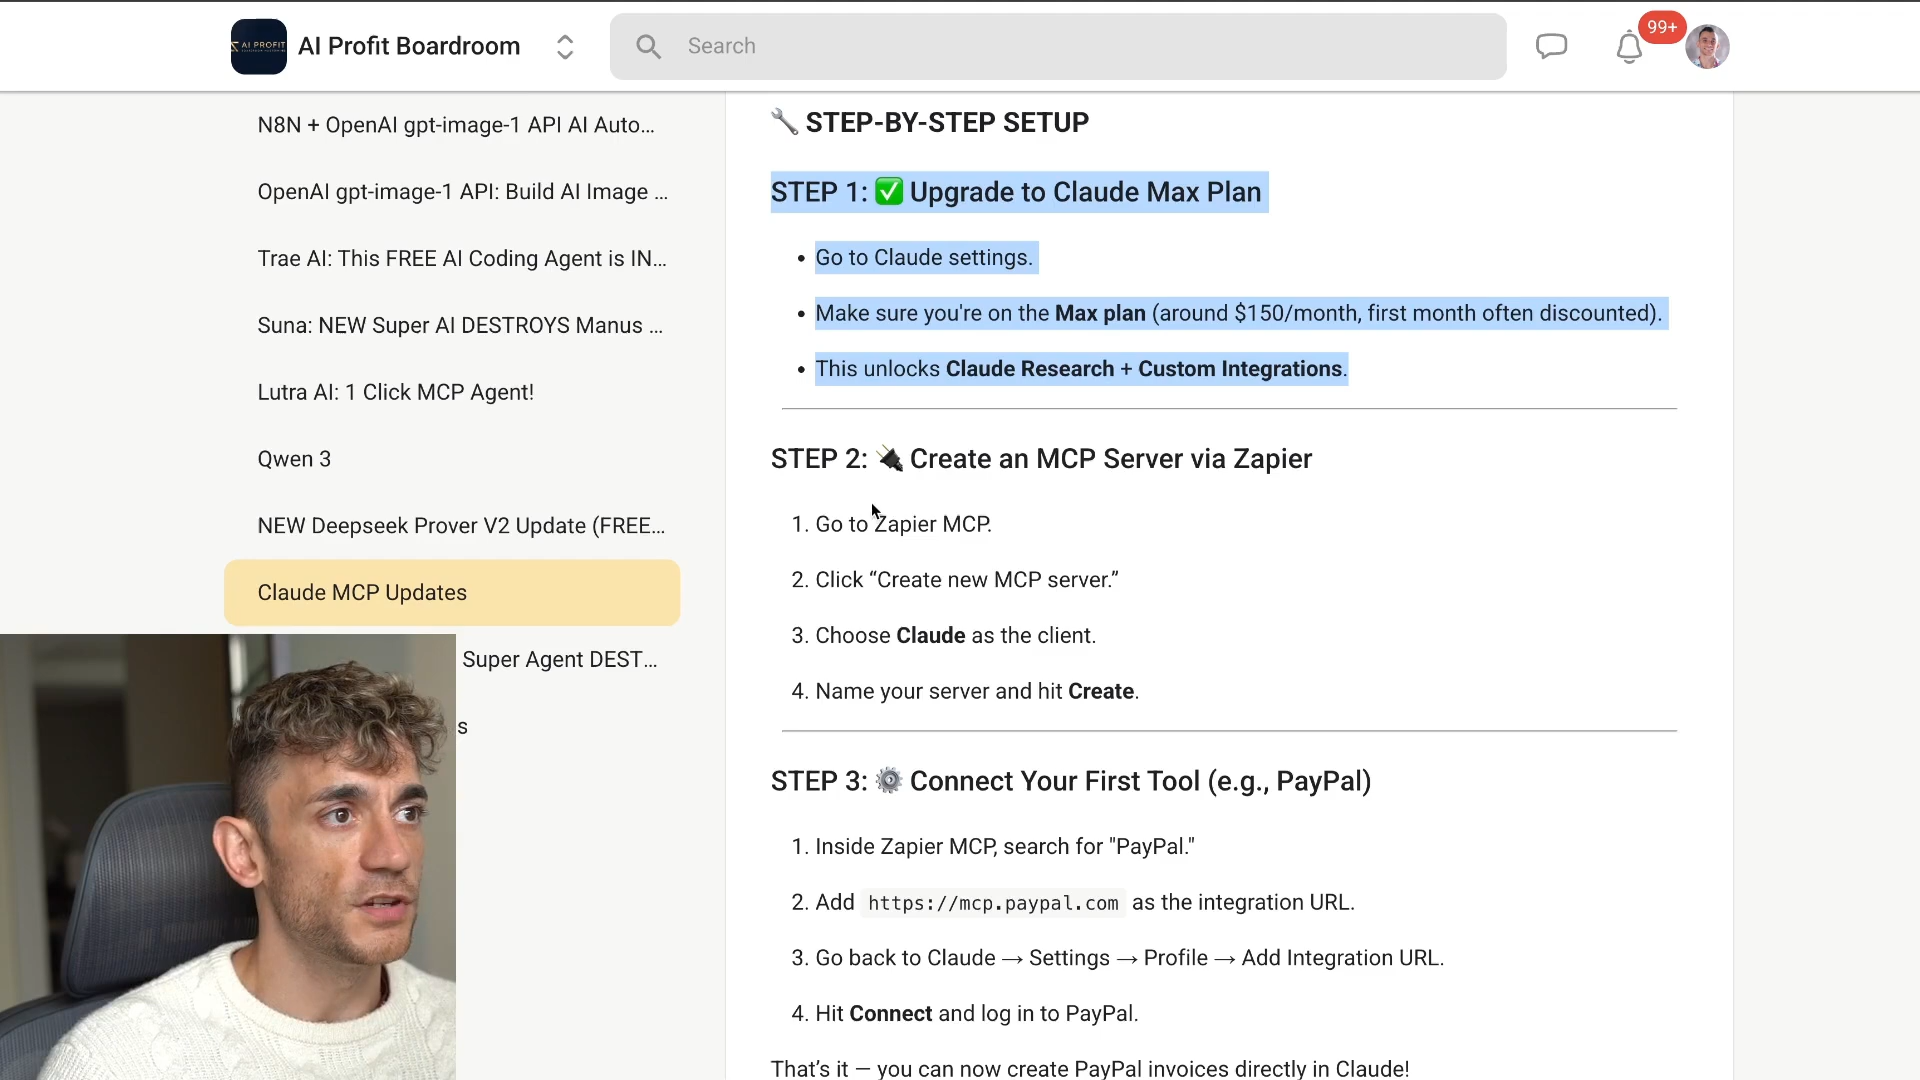 AI PROFIT
AI Profit Boardroom
Search
99+
N8N + OpenAI gpt-image-1 API AI Auto...
OpenAI gpt-image-1 API: Build AI Image ...
Trae AI: This FREE AI Coding Agent is IN...
Suna: NEW Super AI DESTROYS Manus ...
Lutra AI: 1 Click MCP Agent!
Qwen 3
NEW Deepseek Prover V2 Update (FREE...
Claude MCP Updates
Super Agent DEST...
s
🔧 STEP-BY-STEP SETUP
STEP 1: ✅ Upgrade to Claude Max Plan
• Go to Claude settings.
• Make sure you're on the Max plan (around $150/month, first month often discounted).
• This unlocks Claude Research + Custom Integrations.
STEP 2: 🔌 Create an MCP Server via Zapier
1. Go to Zapier MCP.
2. Click “Create new MCP server.”
3. Choose Claude as the client.
4. Name your server and hit Create.
STEP 3: ⚙️ Connect Your First Tool (e.g., PayPal)
1. Inside Zapier MCP, search for "PayPal."
2. Add https://mcp.paypal.com as the integration URL.
3. Go back to Claude → Settings → Profile → Add Integration URL.
4. Hit Connect and log in to PayPal.
That’s it — you can now create PayPal invoices directly in Claude!